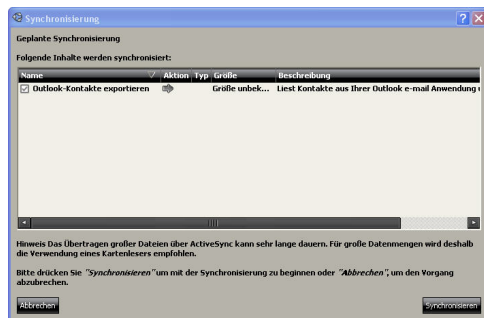 Synchronisierung
Geplante Synchronisierung
Folgende Inhalte werden synchronisiert:
Name Aktion Typ Größe Beschreibung
Outlook-Kontakte exportieren Größe unbek... Liest Kontakte aus Ihrer Outlook e-mail Anwendung u
Hinweis Das Übertragen großer Dateien über ActiveSync kann sehr lange dauern. Für große Datenmengen wird deshalb
die Verwendung eines Kartenlesers empfohlen.
Bitte drücken Sie "Synchronisieren" um mit der Synchronisierung zu beginnen oder "Abbrechen", um den Vorgang
abzubrechen.
Abbrechen Synchronisieren